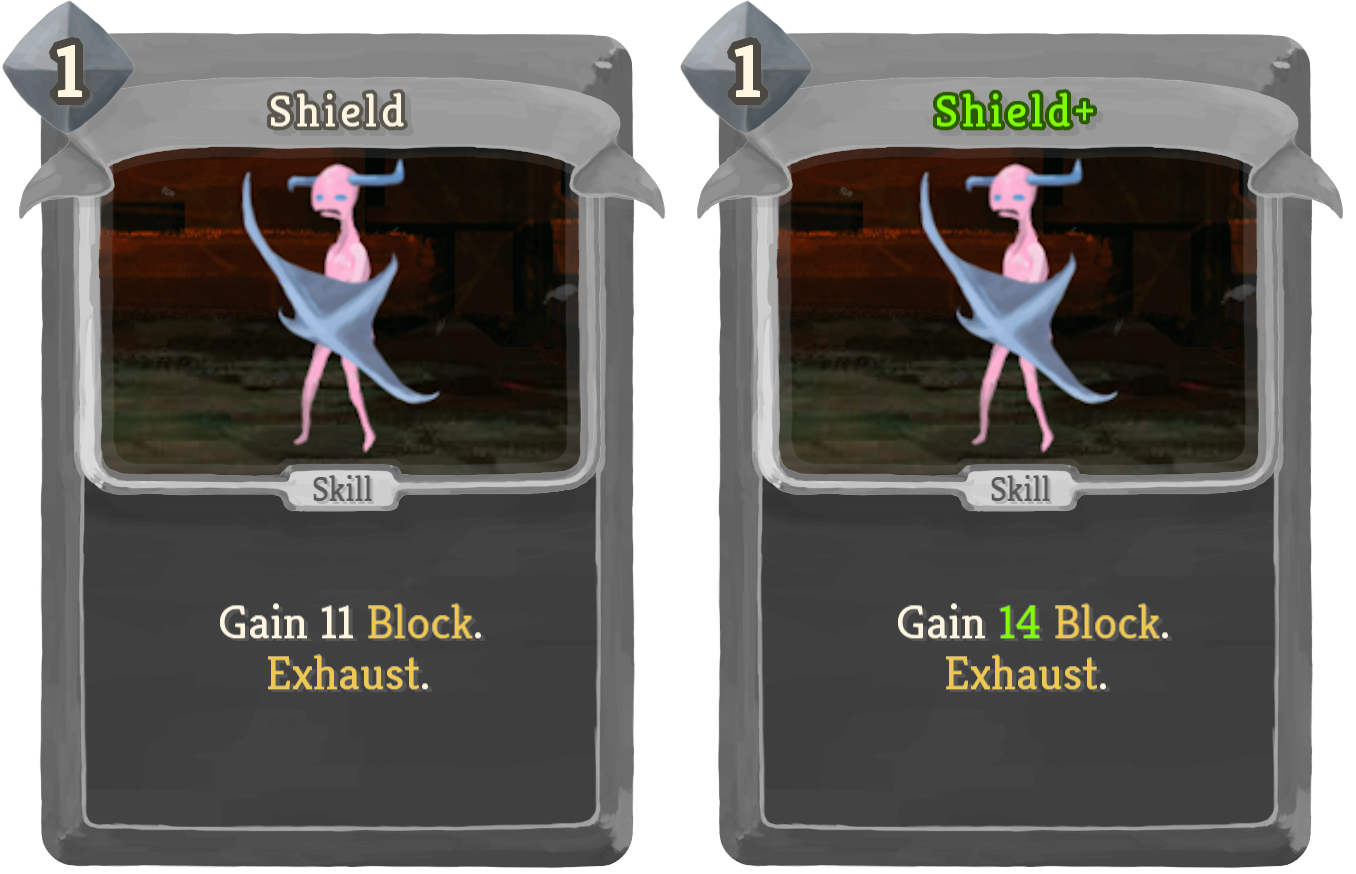 1
Shield
Skill
Gain 11 Block.
Exhaust.
1
Shield+
Skill
Gain 14 Block.
Exhaust.